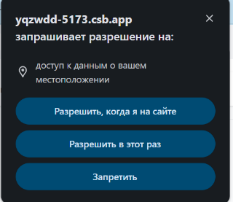 yqzwdd-5173.csb.app
запрашивает разрешение на:
доступ к данным о вашем
местоположении
Разрешить, когда я на сайте
Разрешить в этот раз
Запретить